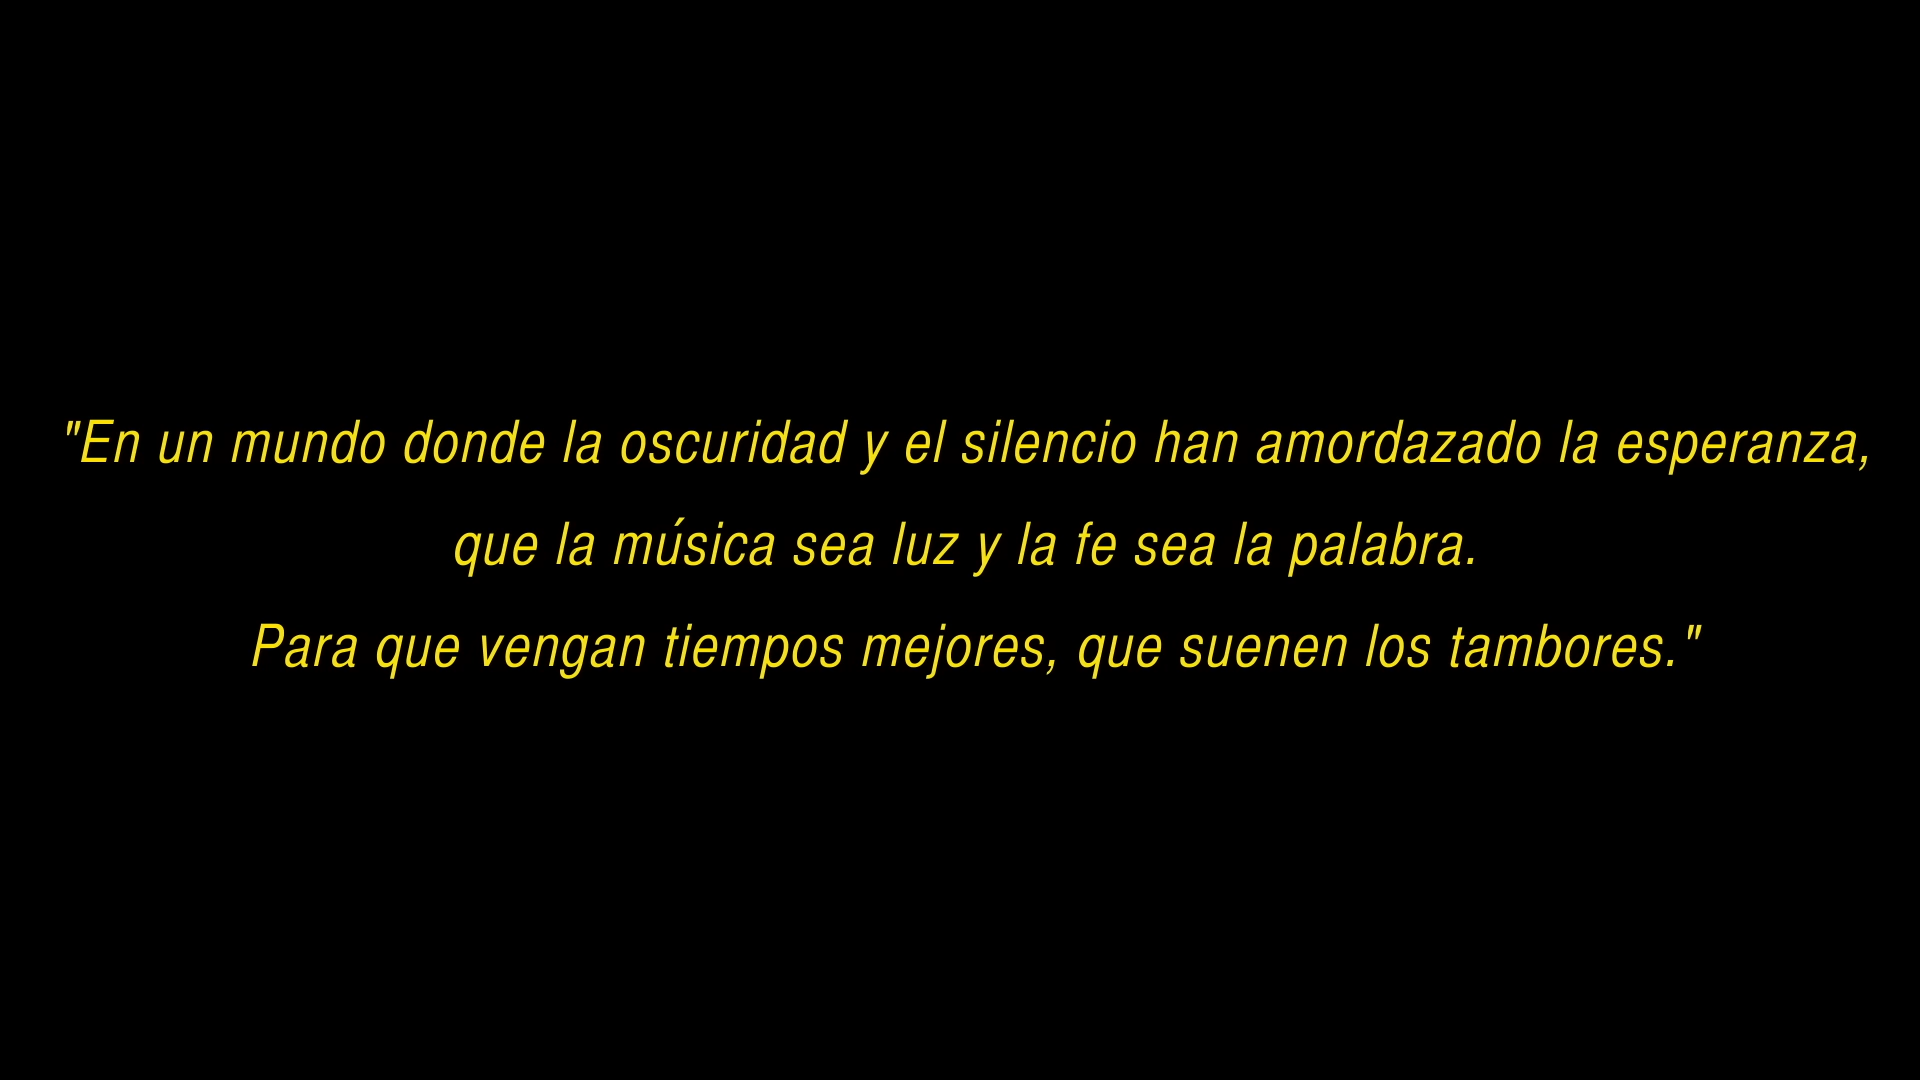 "En un mundo donde la oscuridad y el silencio han amordazado la esperanza,
que la música sea luz y la fe sea la palabra.
Para que vengan tiempos mejores, que suenen los tambores."